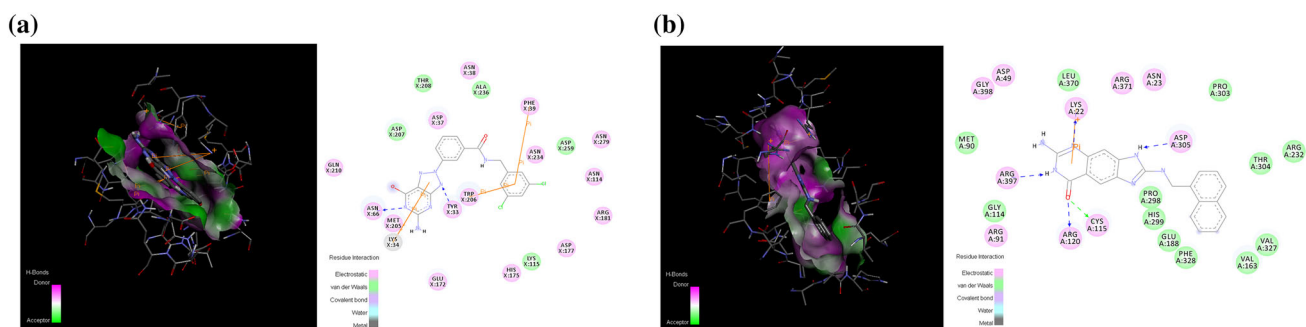 (a)
H-Bonds
Donor
Acceptor
ASN
X:38
THR
X:208
ALA
X:236
PHE
X:39
ASP
X:37
ASP
X:207
ASP
X:259
ASN
X:279
ASN
X:234
GLN
X:210
ASN
X:114
TRP
X:206
ASN
X:66
TYR
X:33
MET
X:205
ARG
X:181
LYS
X:34
ASP
X:177
LYS
X:115
HIS
X:175
GLU
X:172
H
N
H
O
N
H
Residue Interaction
Electrostatic
van der Waals
Covalent bond
Water
Metal
(b)
H-Bonds
Donor
Acceptor
ASP
A:49
GLY
A:398
LEU
A:370
ARG
A:371
ASN
A:23
PRO
A:303
LYS
A:22
MET
A:90
ASP
A:305
ARG
A:232
THR
A:304
ARG
A:397
PRO
A:298
GLY
A:114
HIS
A:299
CYS
A:115
ARG
A:91
ARG
A:120
GLU
A:188
PHE
A:328
VAL
A:327
VAL
A:163
H
H
H
N
H
N
O
N
N
Residue Interaction
Electrostatic
van der Waals
Covalent bond
Water
Metal